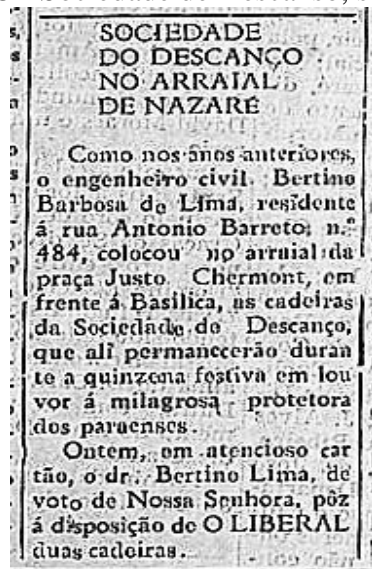 SOCIEDADE
DO DESCANÇO
NO ARRAIAL
DE NAZARÉ
Como nos anos anteriores,
o engenheiro civil Bertino
Barbosa de Lima, residente
á rua Antonio Barreto, n.º
484, colocou no arraial da
praça Justo Chermont, em
frente á Basilica, as cadeiras
da Sociedade do Descanço,
que ali permanecerão duran
te a quinzena festiva em lou
vor á milagrosa protetora
dos paraenses.
Ontem, em atencioso car
tão, o dr. Bertino Lima, de
voto de Nossa Senhora, pôz
á disposição de O LIBERAL
duas cadeiras.